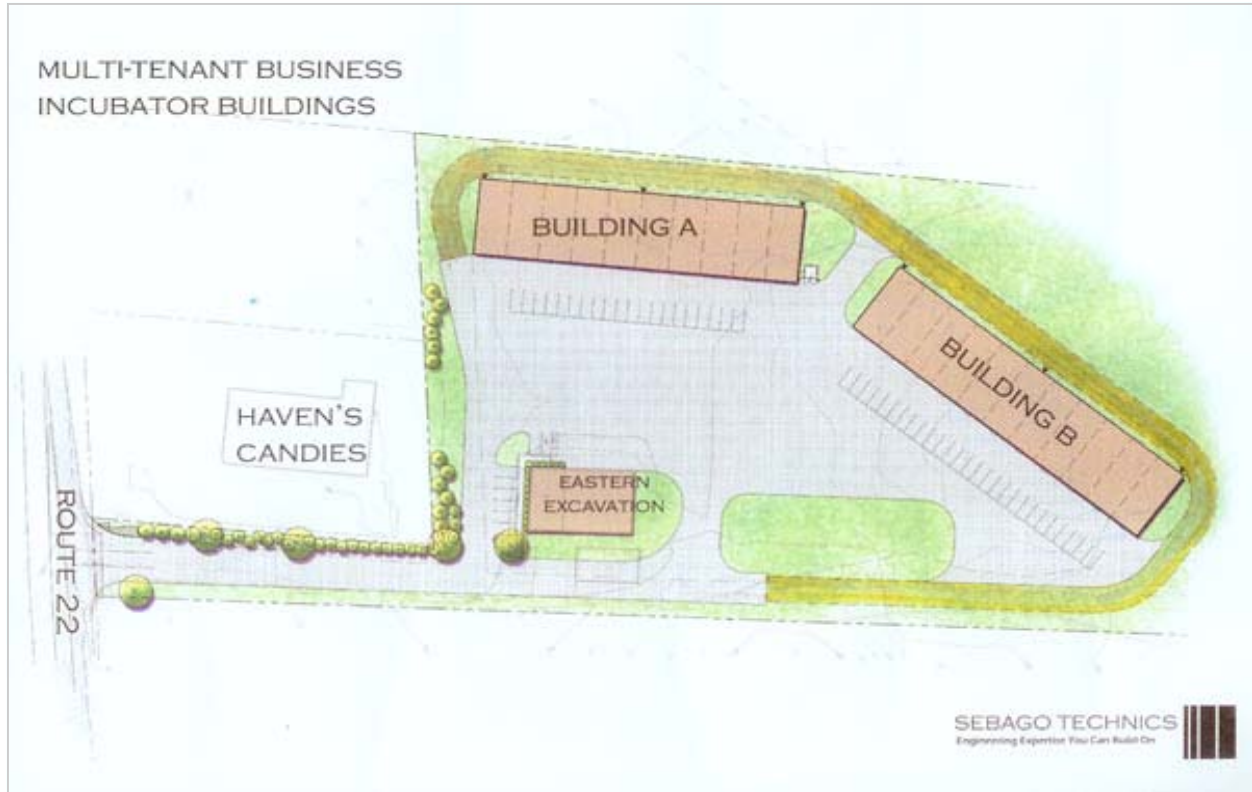 MULTI-TENANT BUSINESS
INCUBATOR BUILDINGS
BUILDING A
BUILDING B
HAVEN'S
CANDIES
EASTERN
EXCAVATION
ROUTE 22
SEBAGO TECHNICS
Engineering Expertise You Can Build On